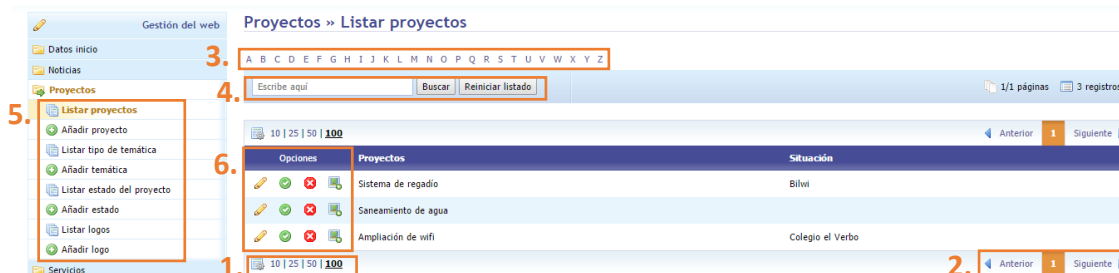 Gestión del web
Datos inicio
Noticias
Proyectos
5.
Listar proyectos
Añadir proyecto
Listar tipo de temática
Añadir temática
Listar estado del proyecto
Añadir estado
Listar logos
Añadir logo
Servicios
Proyectos » Listar proyectos
3.
A B C D E F G H I J K L M N O P Q R S T U V W X Y Z
4.
Escribe aquí Buscar Reiniciar listado
1/1 páginas 3 registros
10 | 25 | 50 | 100
Anterior 1 Siguiente
6.
Opciones Proyectos Situación
Sistema de regadío Bilwi
Saneamiento de agua
Ampliación de wifi Colegio el Verbo
1.
10 | 25 | 50 | 100
2.
Anterior 1 Siguiente